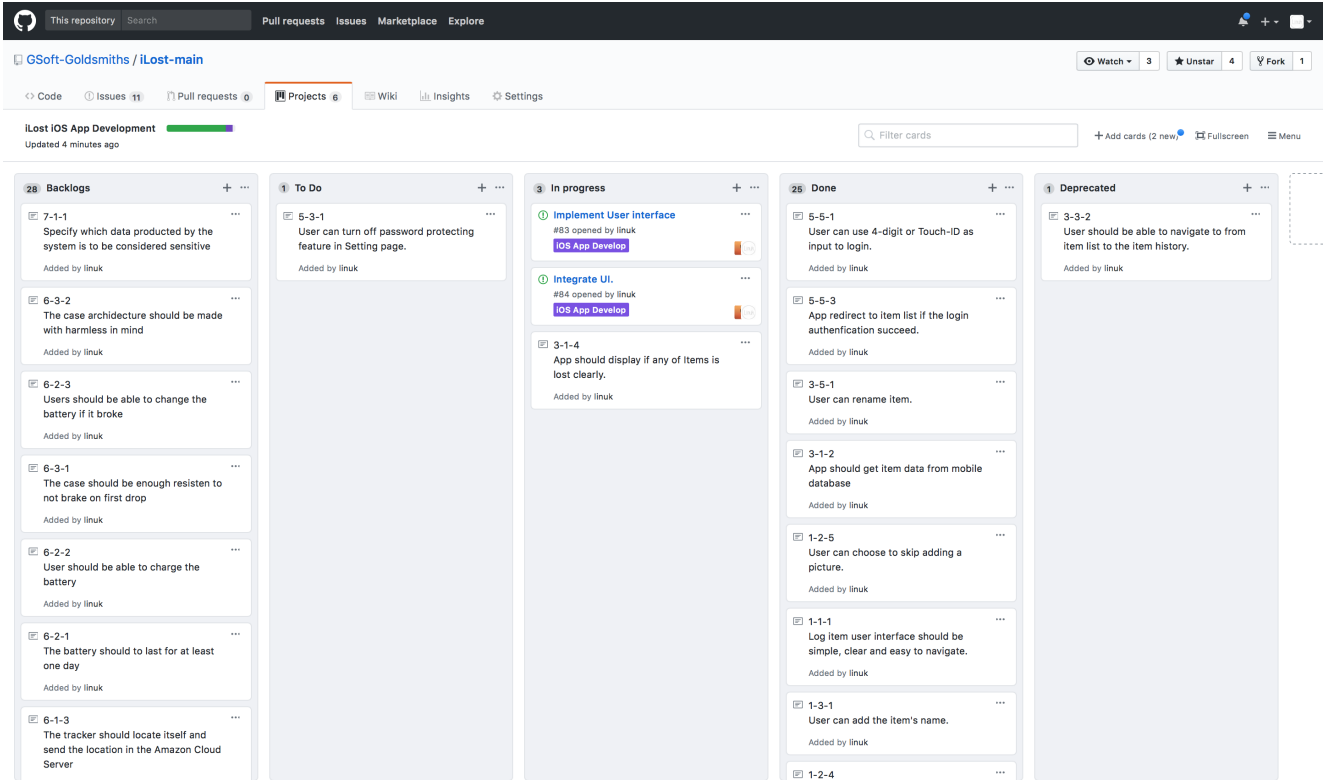 This repository Search Pull requests Issues Marketplace Explore
GSoft-Goldsmiths / iLost-main
Watch 3 Unstar 4 Fork 1
Code Issues 11 Pull requests 0 Projects 6 Wiki Insights Settings
iLost iOS App Development
Updated 4 minutes ago
Filter cards
Add cards (2 new) Fullscreen Menu
28 Backlogs
7-1-1
Specify which data producted by the
system is to be considered sensitive
Added by linuk
6-3-2
The case archidecture should be made
with harmless in mind
Added by linuk
6-2-3
Users should be able to change the
battery if it broke
Added by linuk
6-3-1
The case should be enough resisten to
not brake on first drop
Added by linuk
6-2-2
User should be able to charge the
battery
Added by linuk
6-2-1
The battery should to last for at least
one day
Added by linuk
6-1-3
The tracker should locate itself and
send the location in the Amazon Cloud
Server
1 To Do
5-3-1
User can turn off password protecting
feature in Setting page.
Added by linuk
3 In progress
Implement User interface
#83 opened by linuk
iOS App Develop
Integrate UI.
#84 opened by linuk
iOS App Develop
3-1-4
App should display if any of Items is
lost clearly.
Added by linuk
25 Done
5-5-1
User can use 4-digit or Touch-ID as
input to login.
Added by linuk
5-5-3
App redirect to item list if the login
authenfication succeed.
Added by linuk
3-5-1
User can rename item.
Added by linuk
3-1-2
App should get item data from mobile
database
Added by linuk
1-2-5
User can choose to skip adding a
picture.
Added by linuk
1-1-1
Log item user interface should be
simple, clear and easy to navigate.
Added by linuk
1-3-1
User can add the item's name.
Added by linuk
1-2-4
1 Deprecated
3-3-2
User should be able to navigate to from
item list to the item history.
Added by linuk